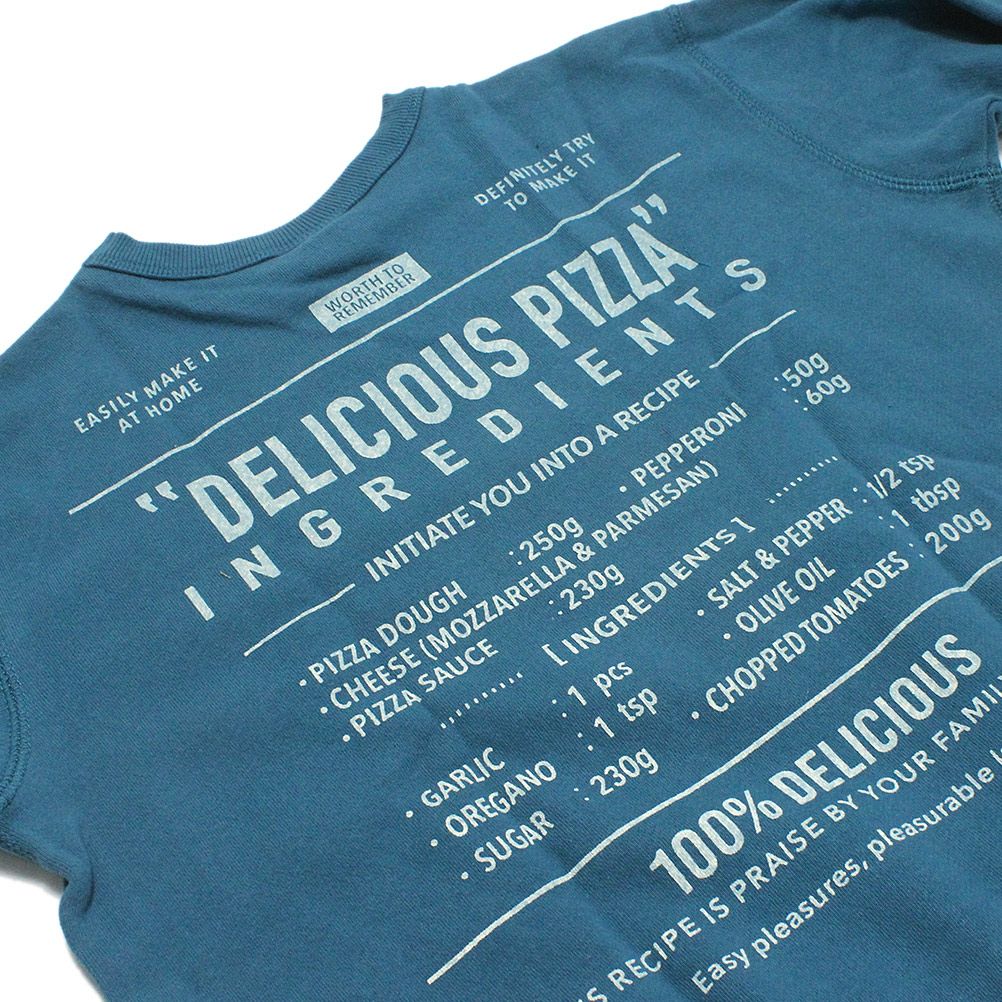 EASILY MAKE IT
AT HOME
WORTH TO
REMEMBER
DEFINITELY TRY
TO MAKE IT
"DELICIOUS PIZZA"
INGREDIENTS
INITIATE YOU INTO A RECIPE
• PIZZA DOUGH :250g • PEPPERONI :50g
• CHEESE (MOZZARELLA & PARMESAN) :60g
• PIZZA SAUCE :230g
[ INGREDIENTS ]
• GARLIC :1 pcs • SALT & PEPPER :1/2 tsp
• OREGANO :1 tsp • OLIVE OIL :1 tbsp
• SUGAR :230g • CHOPPED TOMATOES :200g
100% DELICIOUS
RECIPE IS PRAISE BY YOUR
Easy pleasures, pleasurable